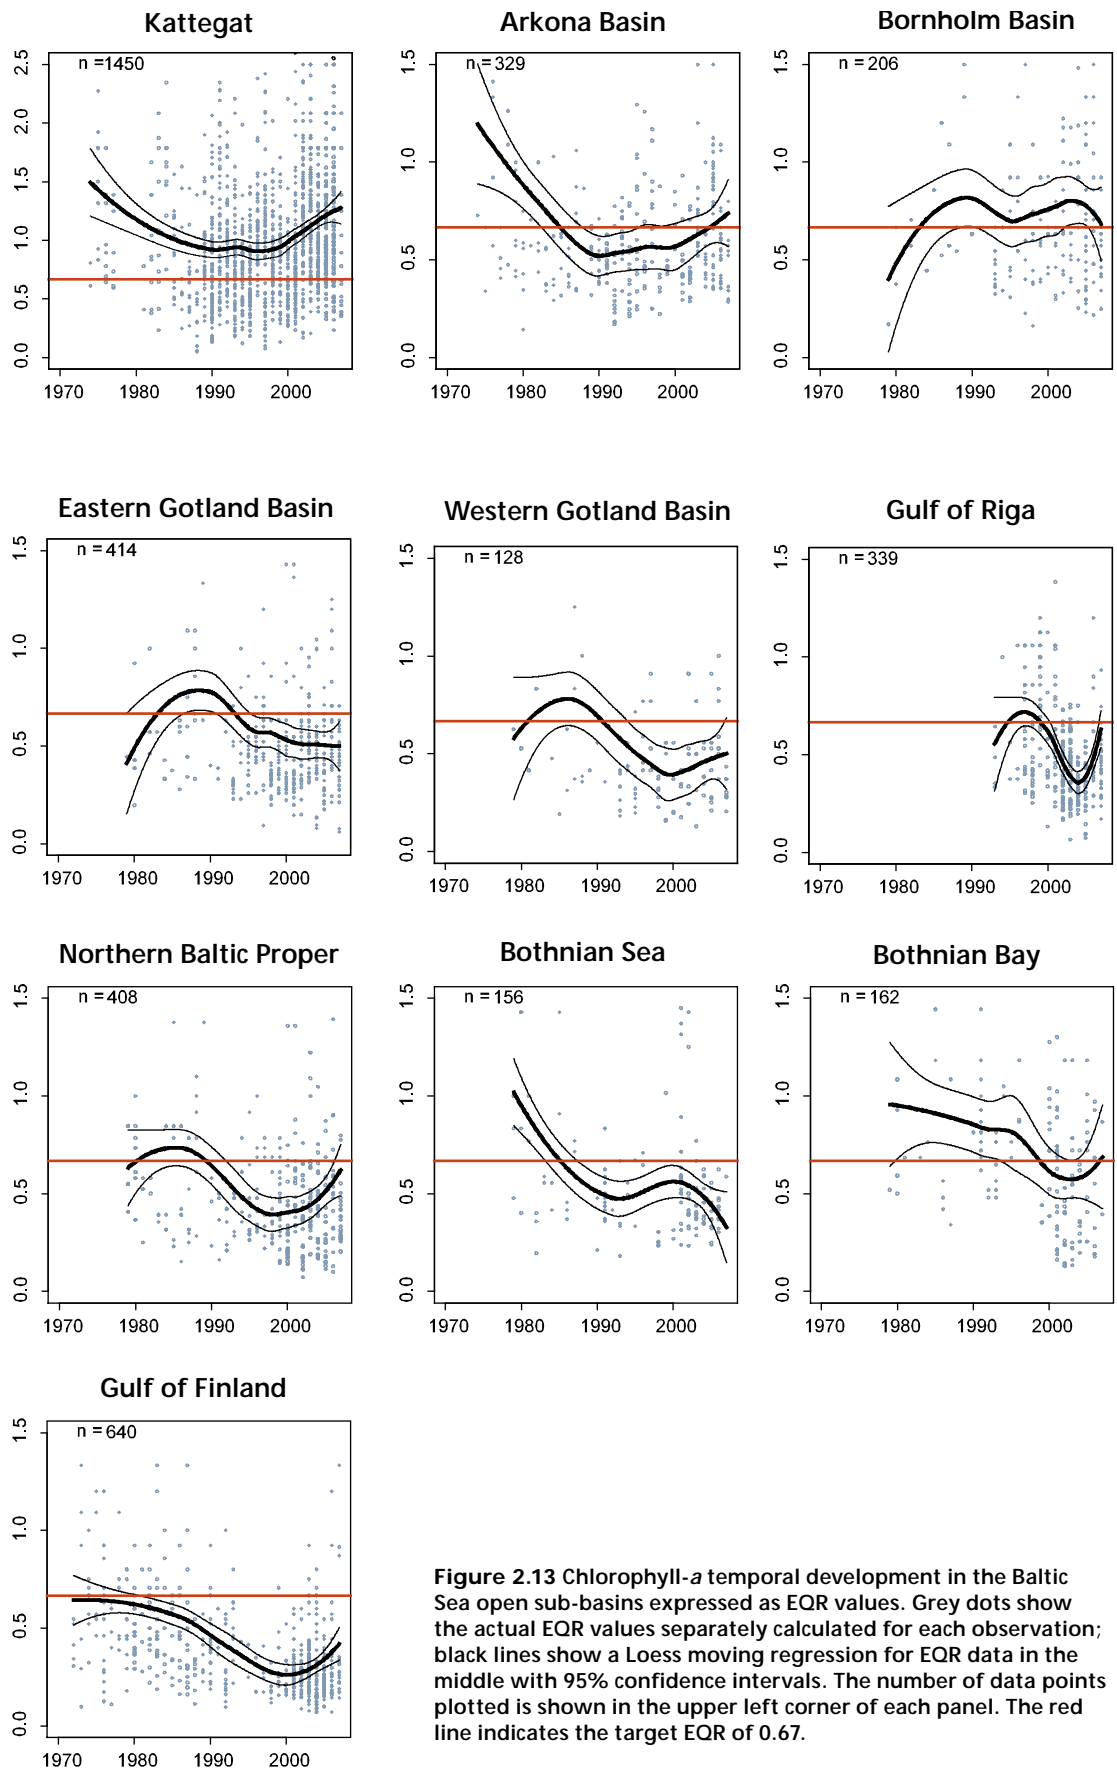 Kattegat
n =1450
2.5
2.0
1.5
1.0
0.5
0.0
1970 1980 1990 2000
Arkona Basin
n =329
1.5
1.0
0.5
0.0
1970 1980 1990 2000
Bornholm Basin
n =206
1.5
1.0
0.5
0.0
1970 1980 1990 2000
Eastern Gotland Basin
n =414
1.5
1.0
0.5
0.0
1970 1980 1990 2000
Western Gotland Basin
n =128
1.5
1.0
0.5
0.0
1970 1980 1990 2000
Gulf of Riga
n =339
1.5
1.0
0.5
0.0
1970 1980 1990 2000
Northern Baltic Proper
n =408
1.5
1.0
0.5
0.0
1970 1980 1990 2000
Bothnian Sea
n =156
1.5
1.0
0.5
0.0
1970 1980 1990 2000
Bothnian Bay
n =162
1.5
1.0
0.5
0.0
1970 1980 1990 2000
Gulf of Finland
n =640
1.5
1.0
0.5
0.0
1970 1980 1990 2000
Figure 2.13 Chlorophyll-a temporal development in the Baltic
Sea open sub-basins expressed as EQR values. Grey dots show
the actual EQR values separately calculated for each observation;
black lines show a Loess moving regression for EQR data in the
middle with 95% confidence intervals. The number of data points
plotted is shown in the upper left corner of each panel. The red
line indicates the target EQR of 0.67.